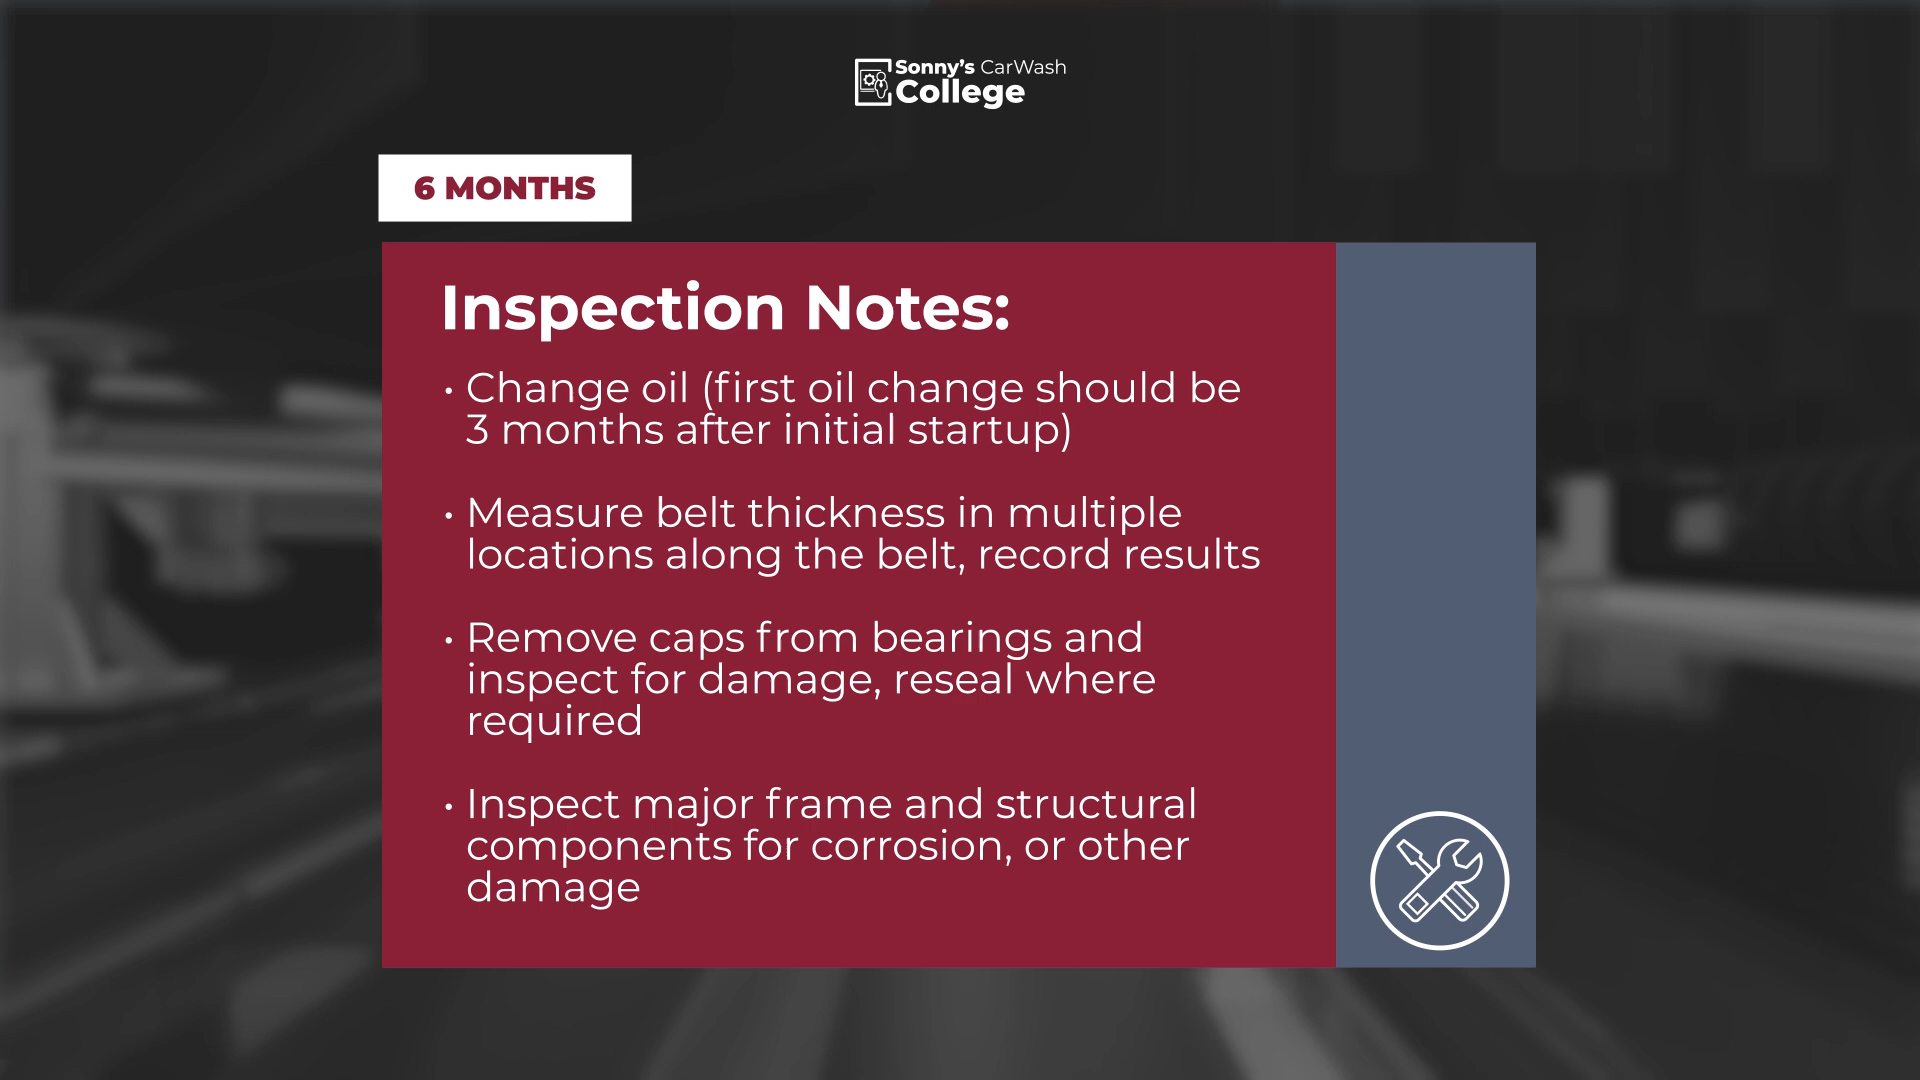 Sonny's CarWash
College
6 MONTHS
Inspection Notes:
• Change oil (first oil change should be
3 months after initial startup)
• Measure belt thickness in multiple
locations along the belt, record results
• Remove caps from bearings and
inspect for damage, reseal where
required
• Inspect major frame and structural
components for corrosion, or other
damage